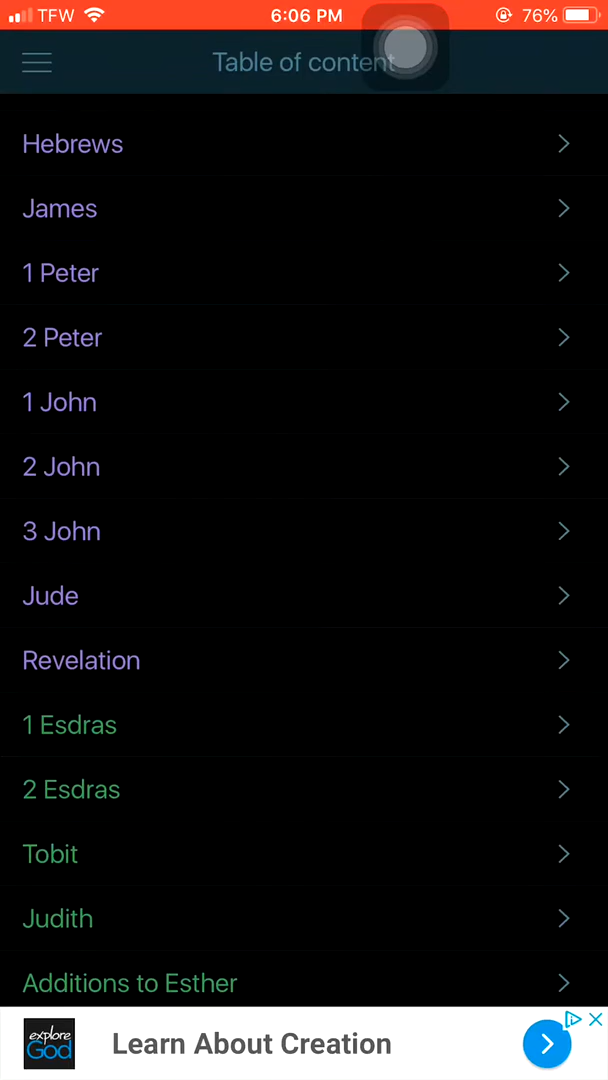 TFW 6:06 PM 76%
Table of content
Hebrews
James
1 Peter
2 Peter
1 John
2 John
3 John
Jude
Revelation
1 Esdras
2 Esdras
Tobit
Judith
Additions to Esther
explore
God
Learn About Creation